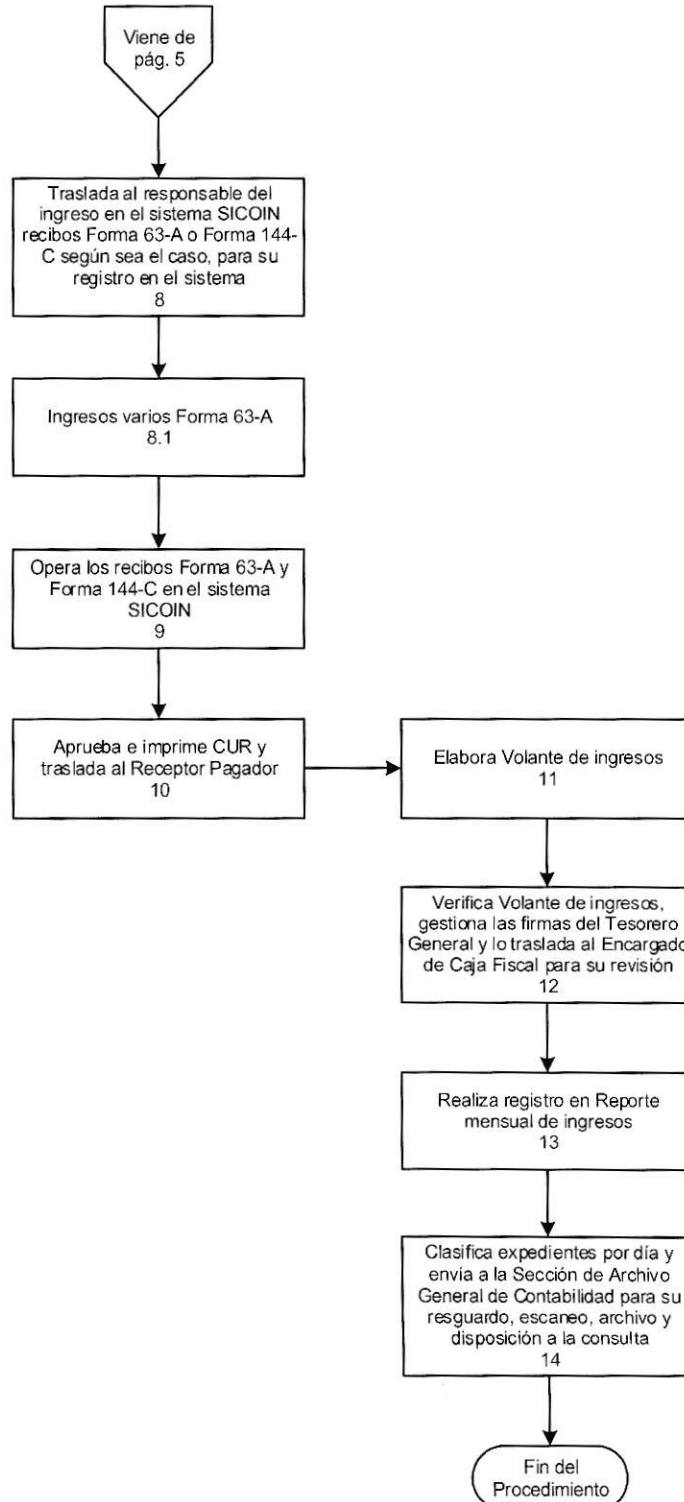 Viene de
pág. 5
Traslada al responsable del
ingreso en el sistema SICOIN
recibos Forma 63-A o Forma 144-
C según sea el caso, para su
registro en el sistema
8
Ingresos varios Forma 63-A
8.1
Opera los recibos Forma 63-A y
Forma 144-C en el sistema
SICOIN
9
Aprueba e imprime CUR y
traslada al Receptor Pagador
10
Elabora Volante de ingresos
11
Verifica Volante de ingresos,
gestiona las firmas del Tesorero
General y lo traslada al Encargado
de Caja Fiscal para su revisión
12
Realiza registro en Reporte
mensual de ingresos
13
Clasifica expedientes por día y
envía a la Sección de Archivo
General de Contabilidad para su
resguardo, escaneo, archivo y
disposición a la consulta
14
Fin del
Procedimiento